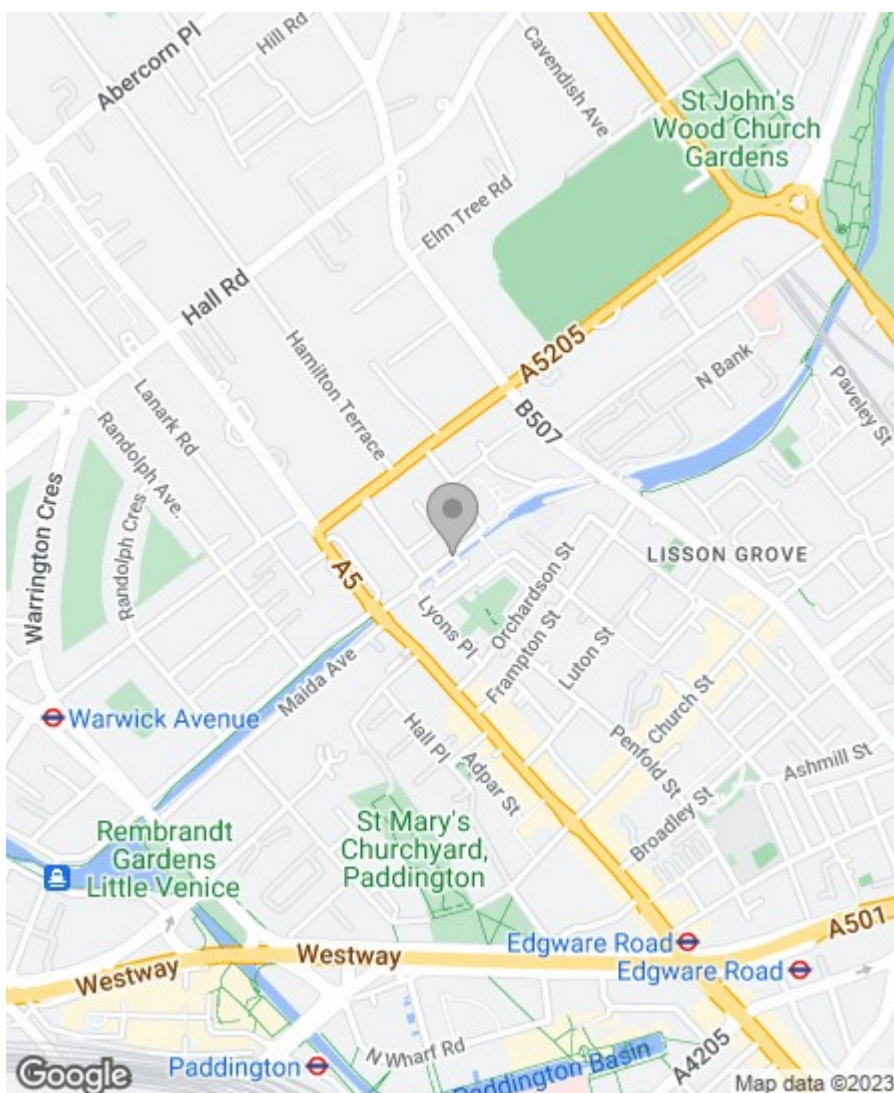 Abercorn Pl
Hill Rd
Cavendish Ave
St John's
Wood Church
Gardens
Elm Tree Rd
Hall Rd
Hamilton Terrace
A5205
N Bank
B507
Paveley St
Lanark Rd
Randolph Ave.
Warrington Cres
Randolph Cres
A5
LISSON GROVE
Orchardson St
Lyons Pl
Frampton St
Luton St
Maida Ave
Church St
Warwick Avenue
Hall Pl
Penfold St
Adpar St
Ashmill St
Broadley St
Rembrandt
Gardens
Little Venice
St Mary's
Churchyard,
Paddington
Edgware Road
A501
Westway
Westway
Edgware Road
N Wharf Rd
Paddington
Paddington Basin
A4205
Google
Map data ©2023